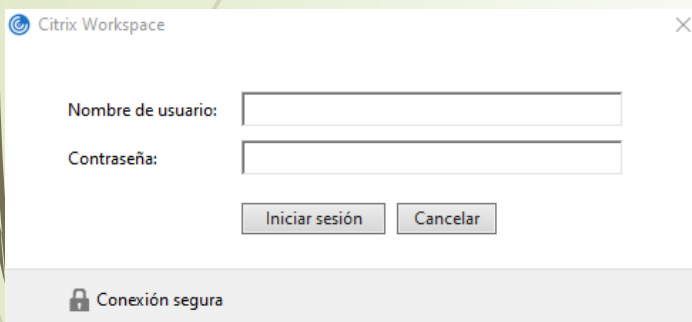 Citrix Workspace
Nombre de usuario:
Contraseña:
Iniciar sesión Cancelar
Conexión segura